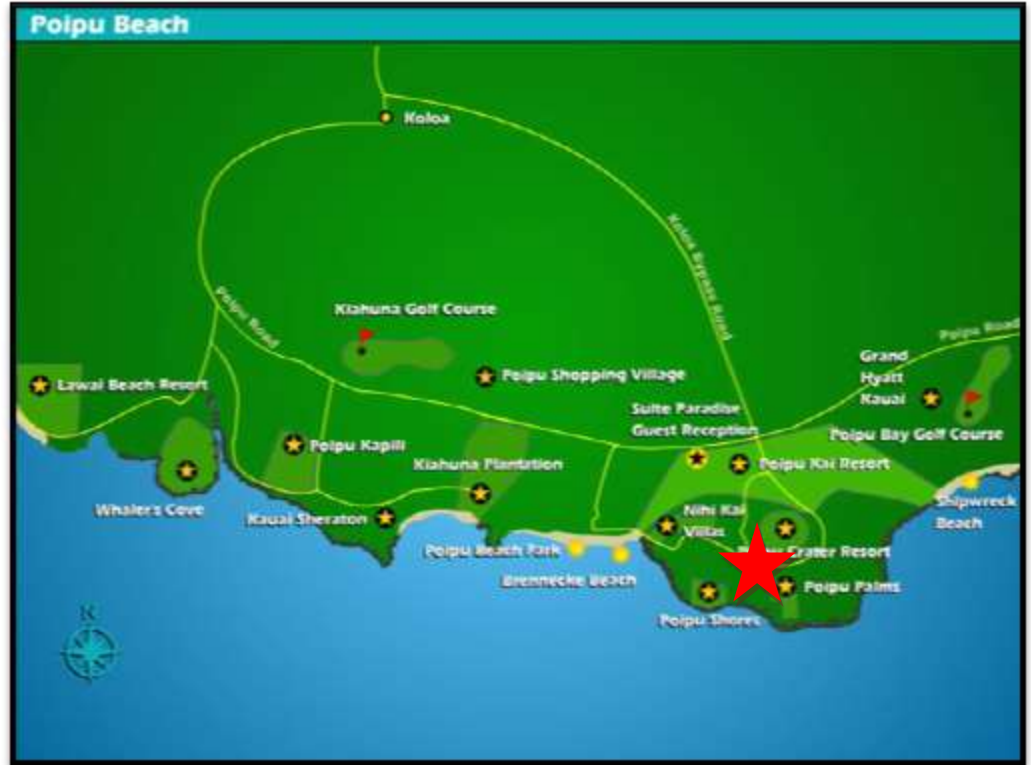 Poipu Beach
Koloa
Koloa Bypass Road
Poipu Road
Kiahuna Golf Course
Poipu Road
Grand
Hyatt
Kauai
Lawai Beach Resort
Poipu Shopping Village
Suite Paradise
Guest Reception
Poipu Bay Golf Course
Poipu Kapili
Kiahuna Plantation
Poipu Kai Resort
Whaler's Cove
Kauai Sheraton
Nihi Kai
Villas
Shipwreck
Beach
Poipu Beach Park
Crater Resort
Brennecke Beach
Poipu Palms
Poipu Shores
N